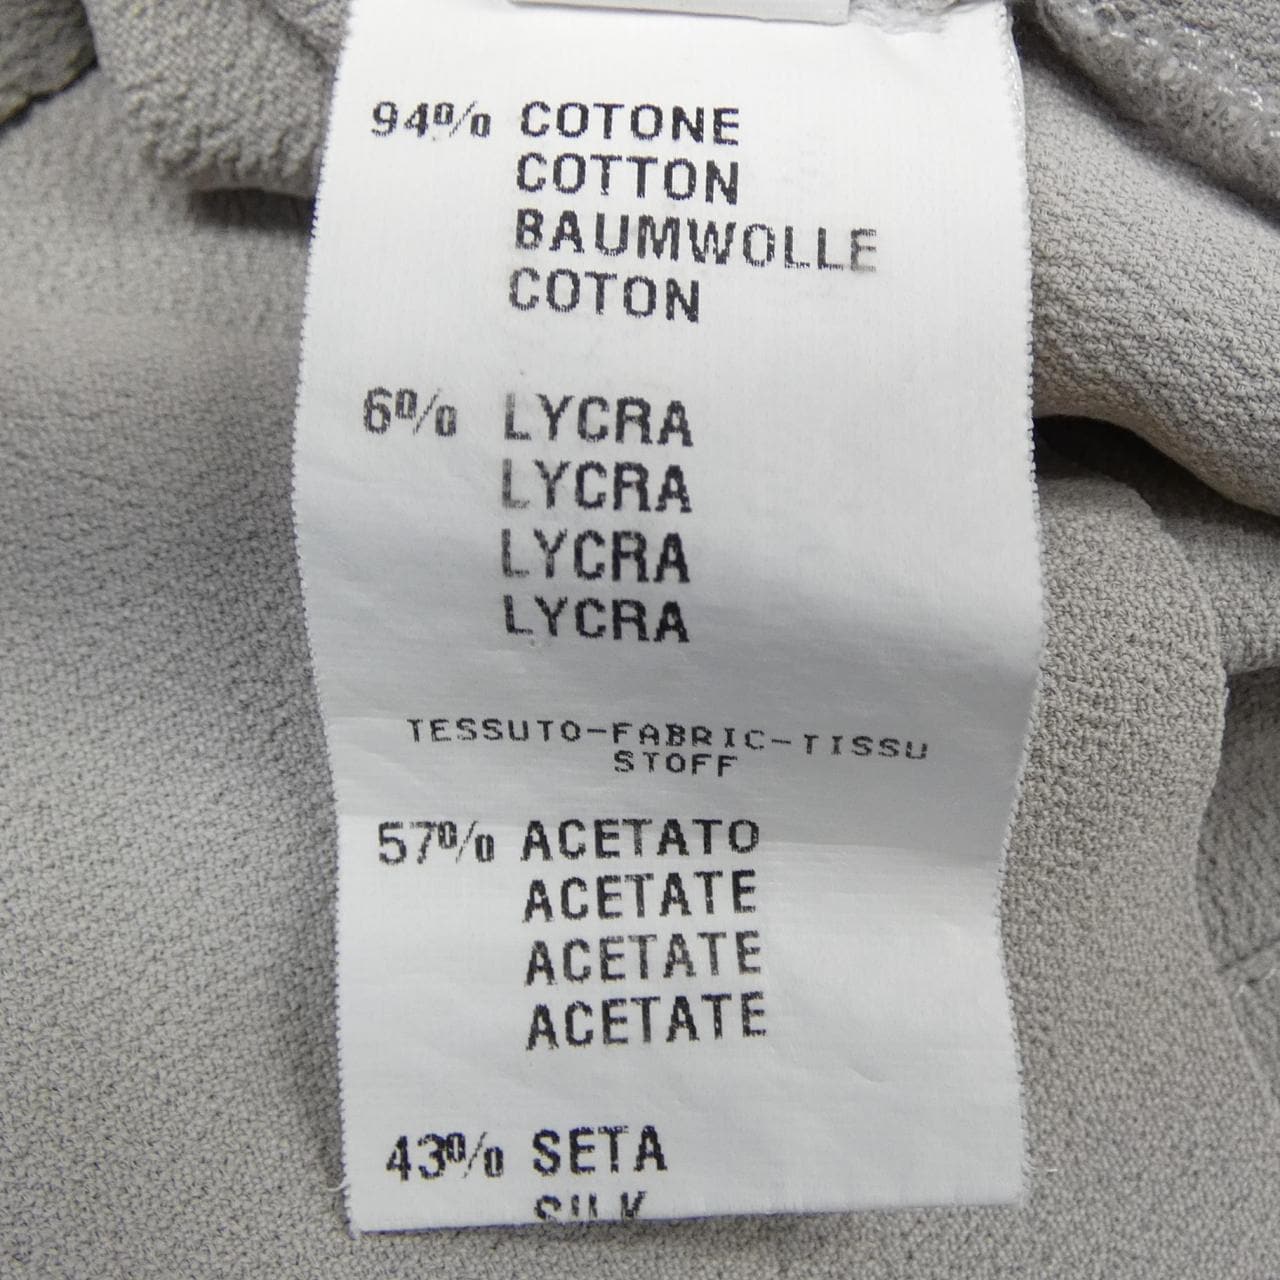 94% COTONE
COTTON
BAUMWOLLE
COTON
6% LYCRA
LYCRA
LYCRA
LYCRA
TESSUTO-FABRIC-TISSU
STOFF
57% ACETATO
ACETATE
ACETATE
ACETATE
43% SETA
SILK